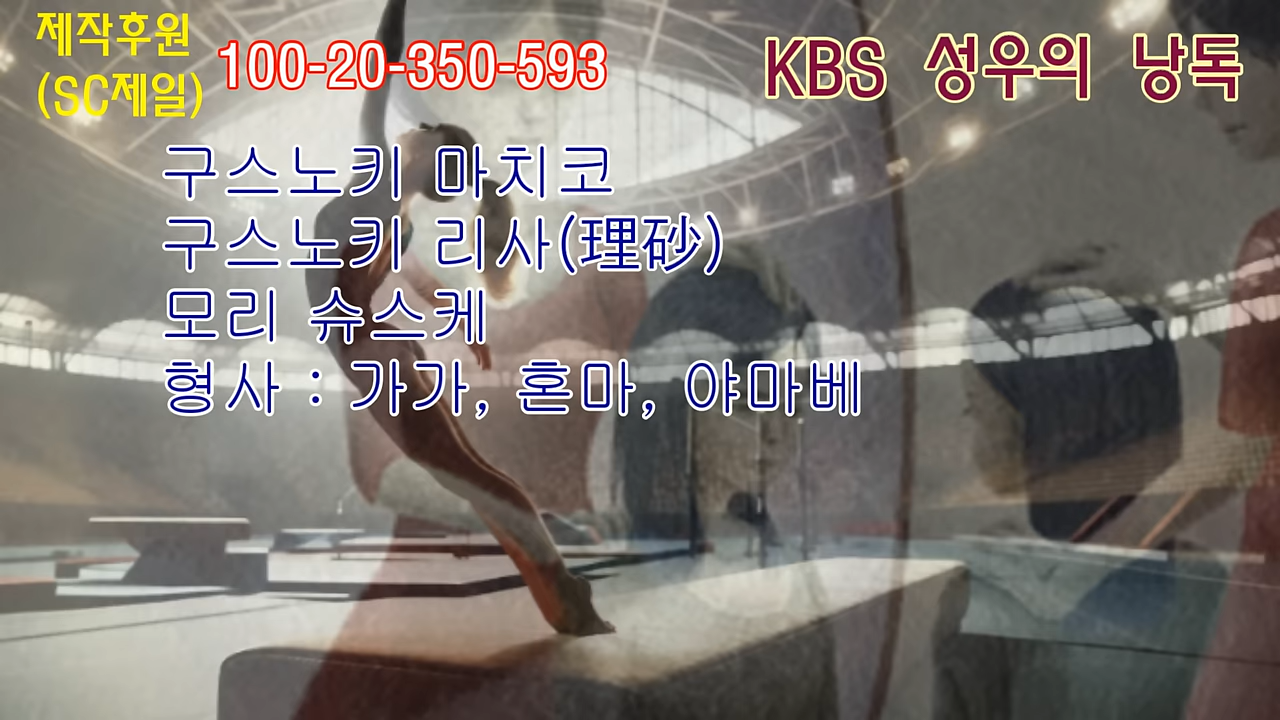 제작후원
(SC제일)
100-20-350-593
KBS 성우의 낭독
구스노키 마치코
구스노키 리사(理砂)
모리 슈스케
형사 : 가가, 혼마, 야마베